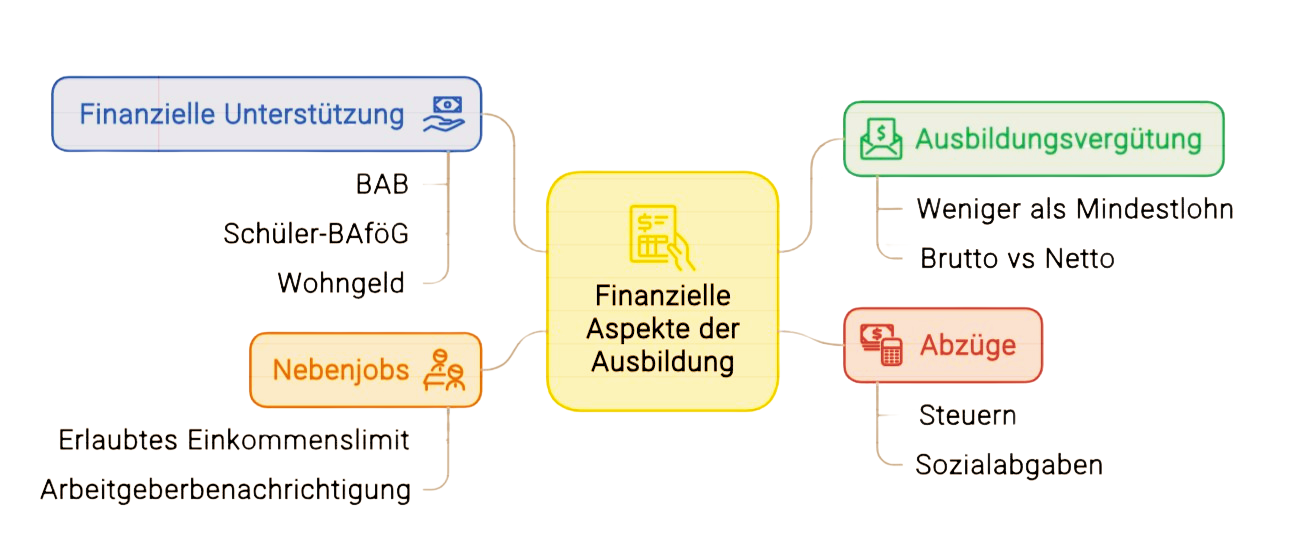 Finanzielle Unterstützung
BAB
Schüler-BAföG
Wohngeld
Nebenjobs
Erlaubtes Einkommenslimit
Arbeitgeberbenachrichtigung
$
Finanzielle
Aspekte der
Ausbildung
$
Ausbildungsvergütung
Weniger als Mindestlohn
Brutto vs Netto
$
Abzüge
Steuern
Sozialabgaben